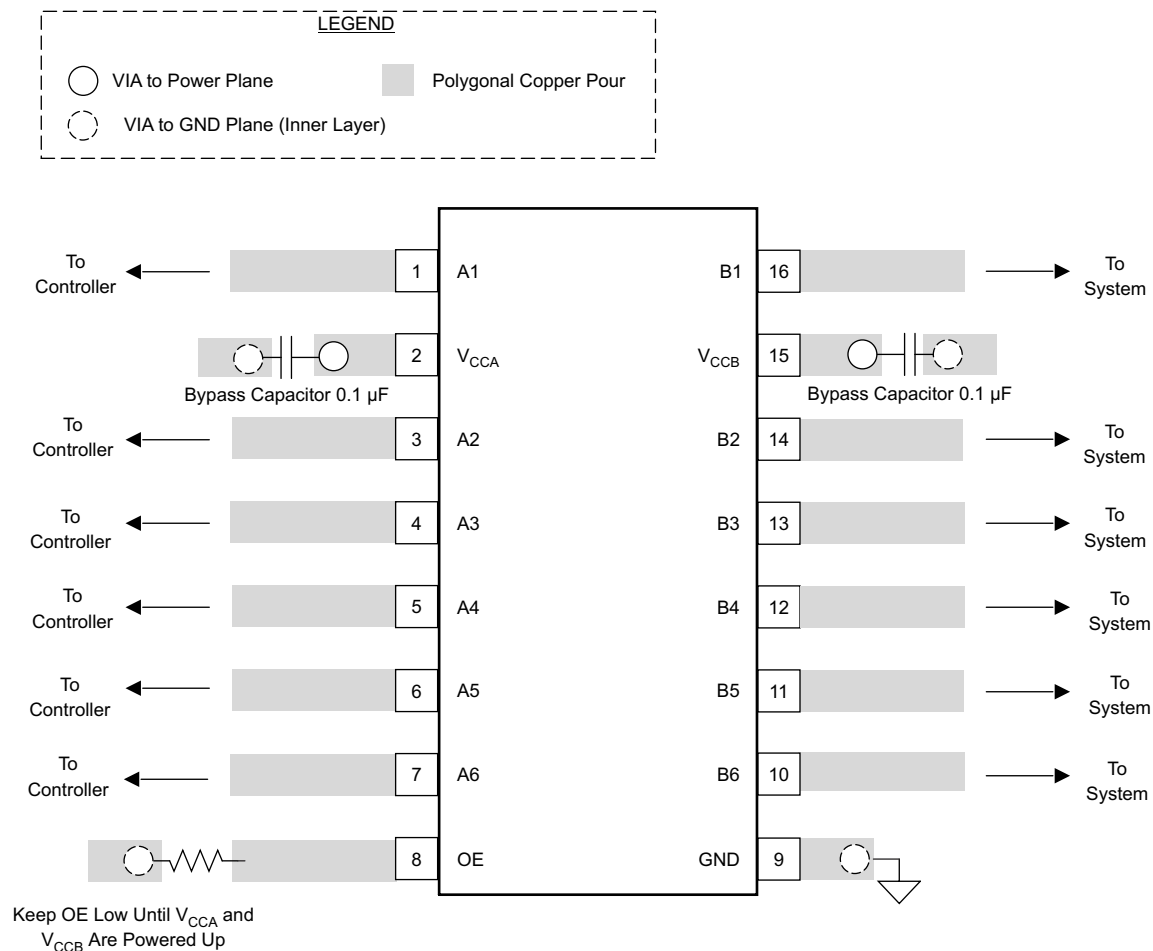 LEGEND
VIA to Power Plane
Polygonal Copper Pour
VIA to GND Plane (Inner Layer)
To
Controller
1
A1
B1
16
To
System
2
VCCA
VCCB
15
Bypass Capacitor 0.1 µF
Bypass Capacitor 0.1 µF
To
Controller
3
A2
B2
14
To
System
To
Controller
4
A3
B3
13
To
System
To
Controller
5
A4
B4
12
To
System
To
Controller
6
A5
B5
11
To
System
To
Controller
7
A6
B6
10
To
System
8
OE
GND
9
Keep OE Low Until VCCA and
VCCB Are Powered Up